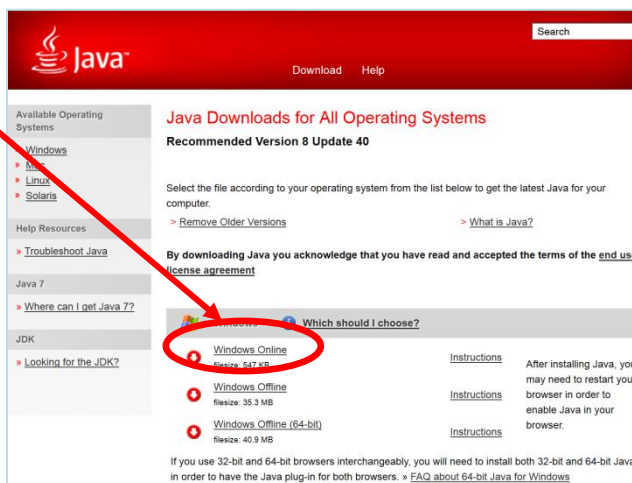 Java
Search
Download Help
Available Operating
Systems
» Windows
» Mac
» Linux
» Solaris
Help Resources
» Troubleshoot Java
Java 7
» Where can I get Java 7?
JDK
» Looking for the JDK?
Java Downloads for All Operating Systems
Recommended Version 8 Update 40
Select the file according to your operating system from the list below to get the latest Java for your
computer.
> Remove Older Versions > What is Java?
By downloading Java you acknowledge that you have read and accepted the terms of the end use
license agreement
Windows Which should I choose?
Windows Online Instructions
filesize: 547 KB
Windows Offline Instructions
filesize: 35.3 MB
Windows Offline (64-bit) Instructions
filesize: 40.9 MB
After installing Java, you
may need to restart you
browser in order to
enable Java in your
browser.
If you use 32-bit and 64-bit browsers interchangeably, you will need to install both 32-bit and 64-bit Java
in order to have the Java plug-in for both browsers. » FAQ about 64-bit Java for Windows